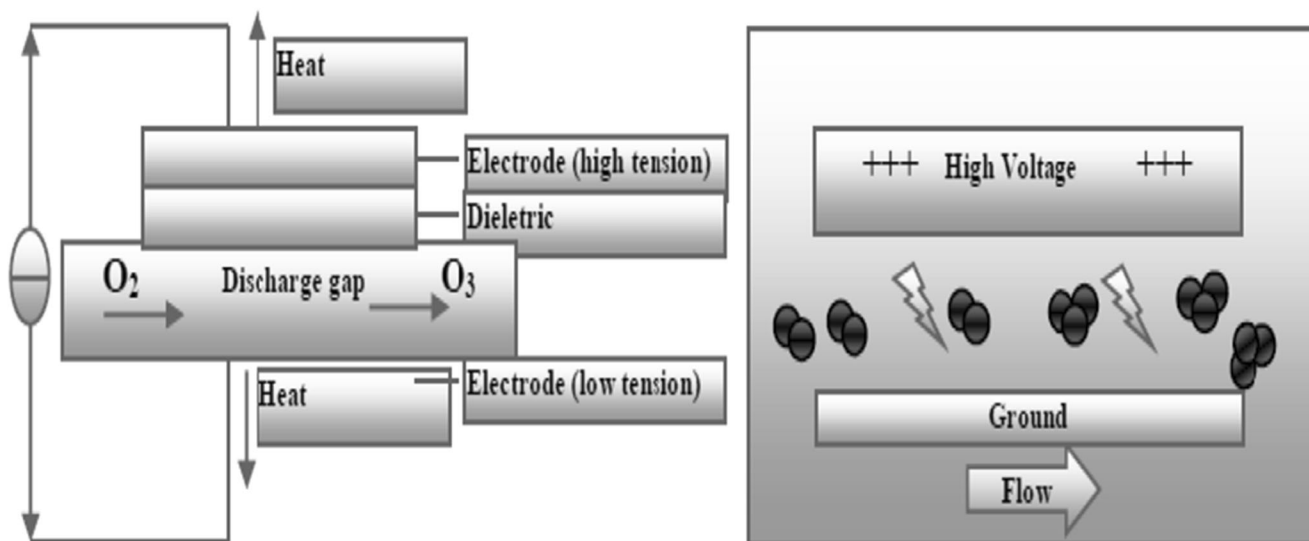 Heat
Electrode (high tension)
Dieletric
O₂ Discharge gap O₃
Heat
Electrode (low tension)
+++ High Voltage +++
Ground
Flow